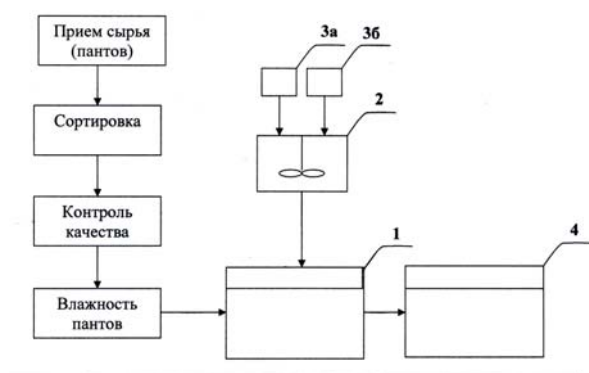 Прием сырья
(пантов)
Сортировка
Контроль
качества
Влажность
пантов
3а
3б
2
1
4